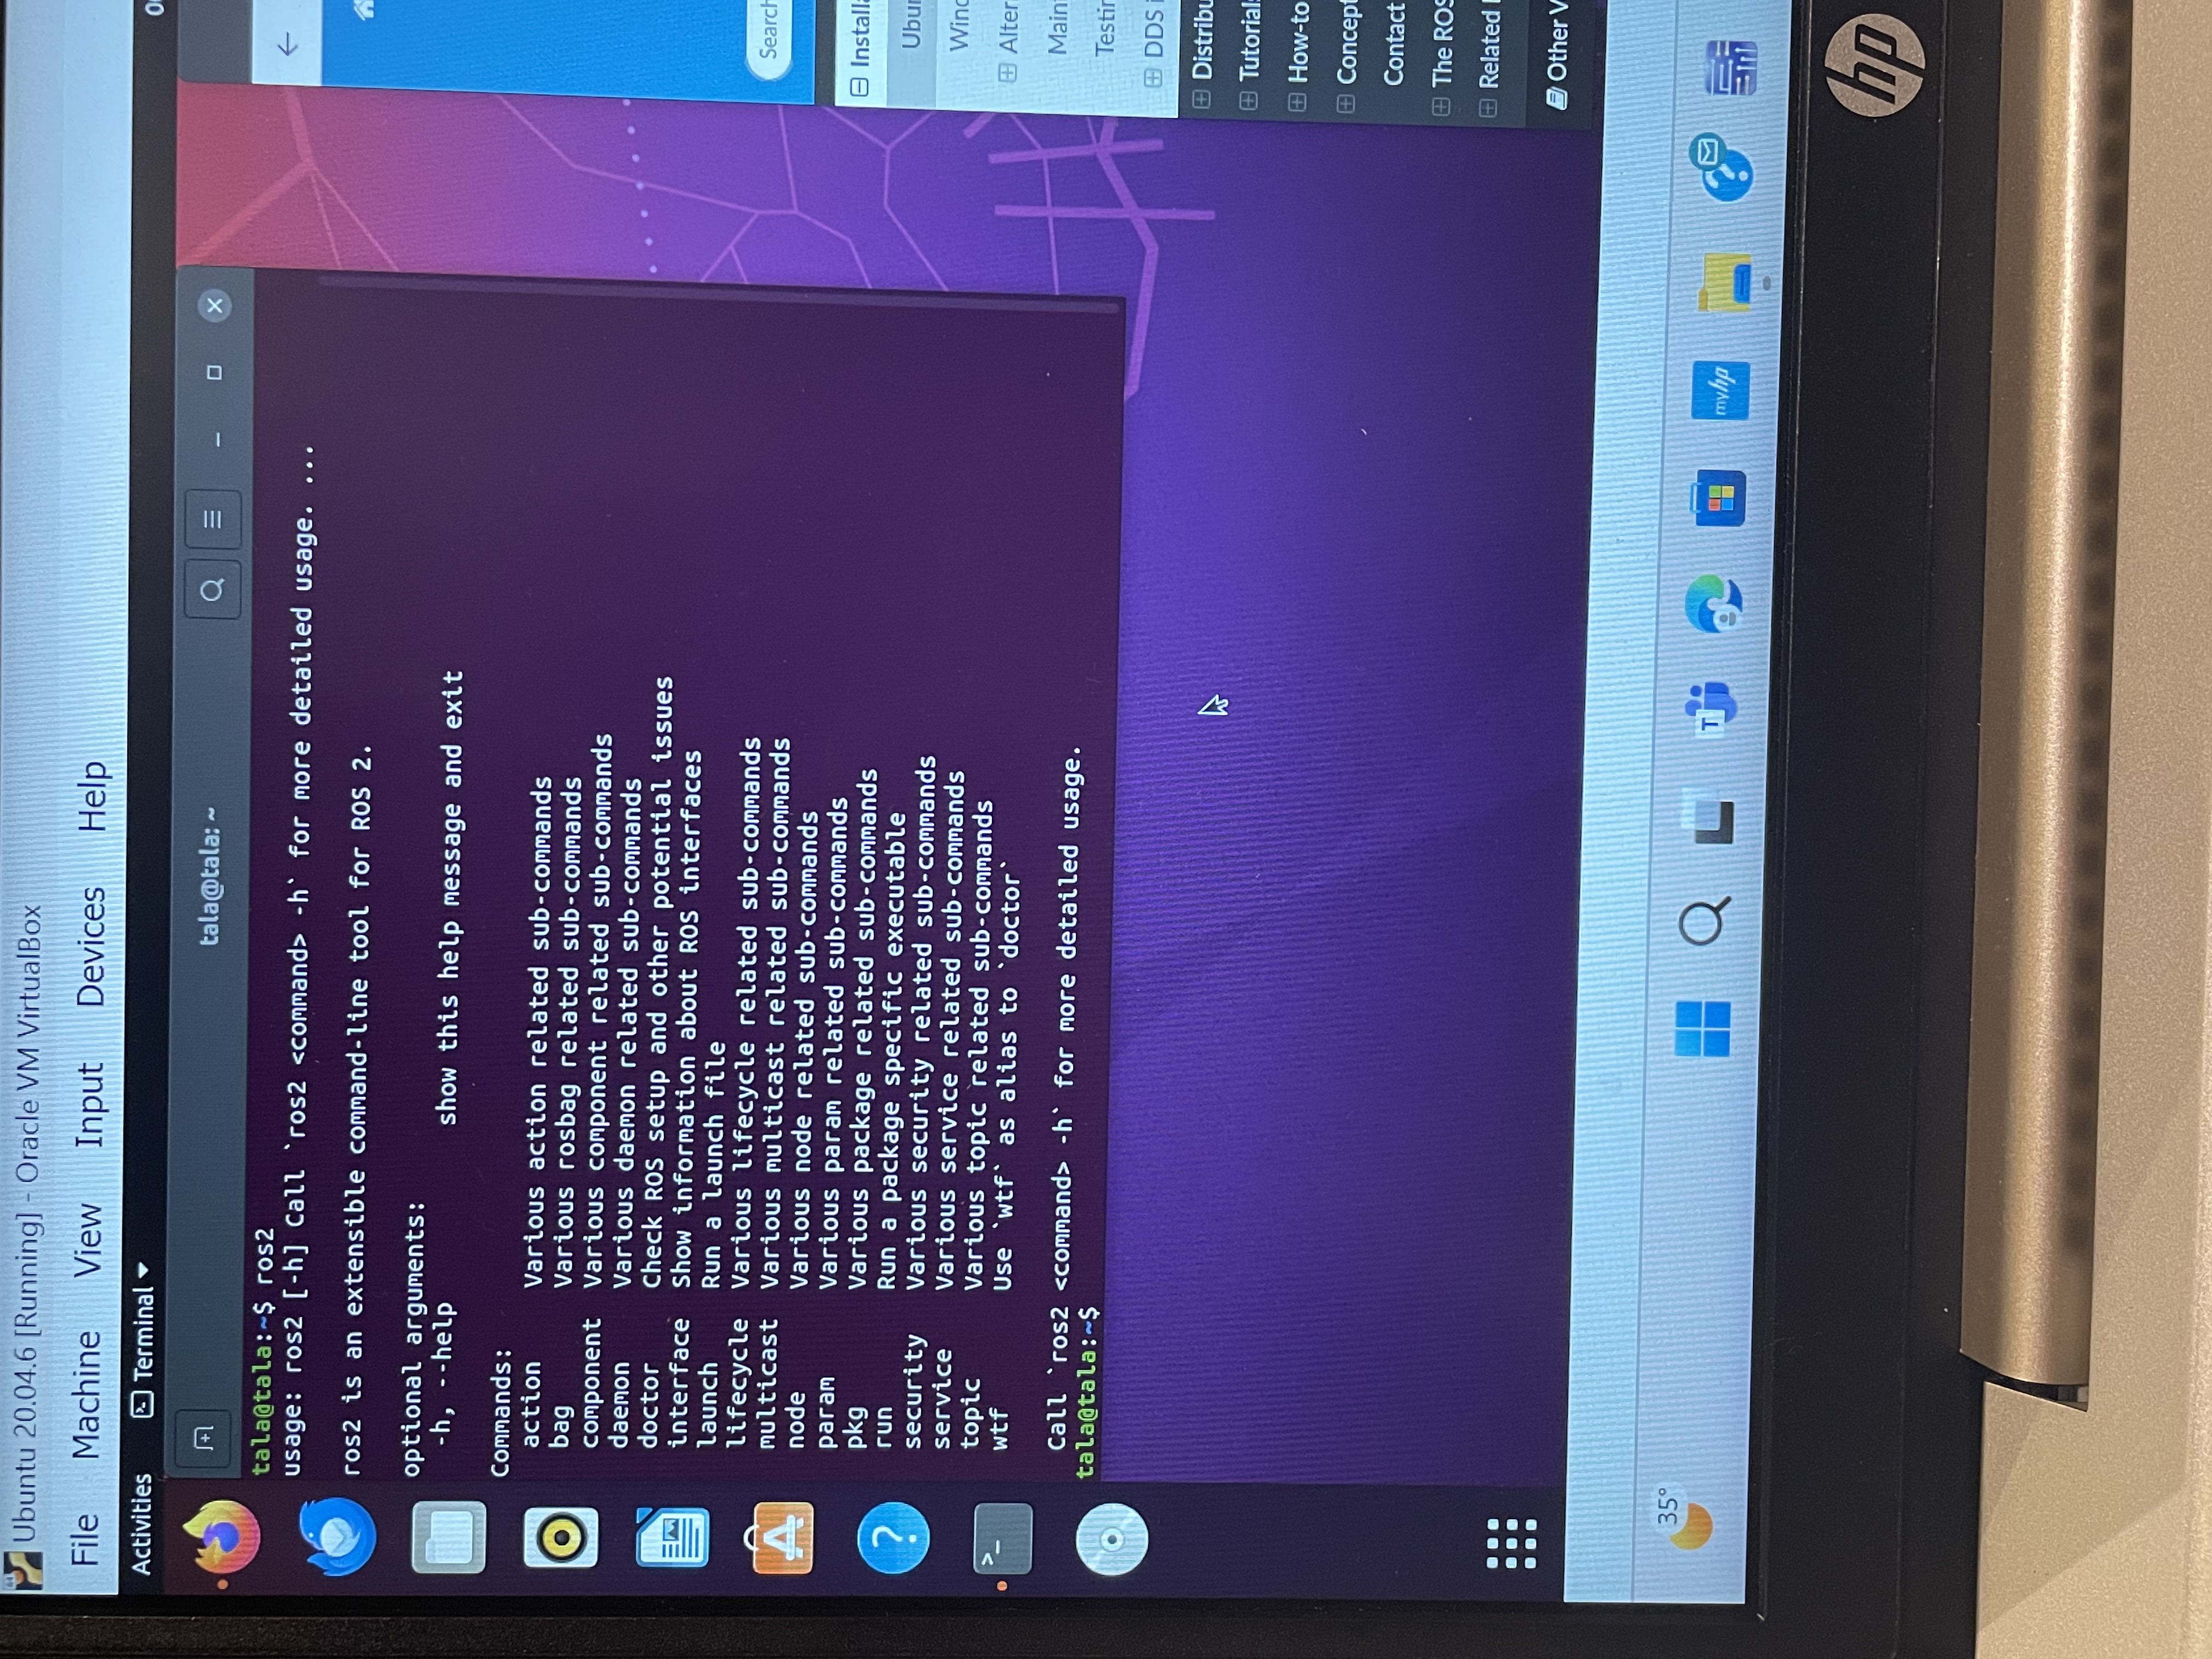 Ubuntu 20.04.6 [Running] - Oracle VM VirtualBox
File Machine View Input Devices Help
Activities Terminal
tala@tala: ~
tala@tala:~$ ros2
usage: ros2 [-h] Call `ros2 <command> -h` for more detailed usage. ...
ros2 is an extensible command-line tool for ROS 2.
optional arguments:
-h, --help show this help message and exit
Commands:
action Various action related sub-commands
bag Various rosbag related sub-commands
component Various component related sub-commands
daemon Various daemon related sub-commands
doctor Check ROS setup and other potential issues
interface Show information about ROS interfaces
launch Run a launch file
lifecycle Various lifecycle related sub-commands
multicast Various multicast related sub-commands
node Various node related sub-commands
param Various param related sub-commands
pkg Various package related sub-commands
run Run a package specific executable
security Various security related sub-commands
service Various service related sub-commands
topic Various topic related sub-commands
wtf Use `wtf` as alias to `doctor`
Call `ros2 <command> -h` for more detailed usage.
tala@tala:~$
Search
Installa
Ubun
Wind
Alter
Main
Testin
DDS i
Distribu
Tutorial
How-to
Concept
Contact
The ROS
Related
Other V
35°
T
myhp
hp